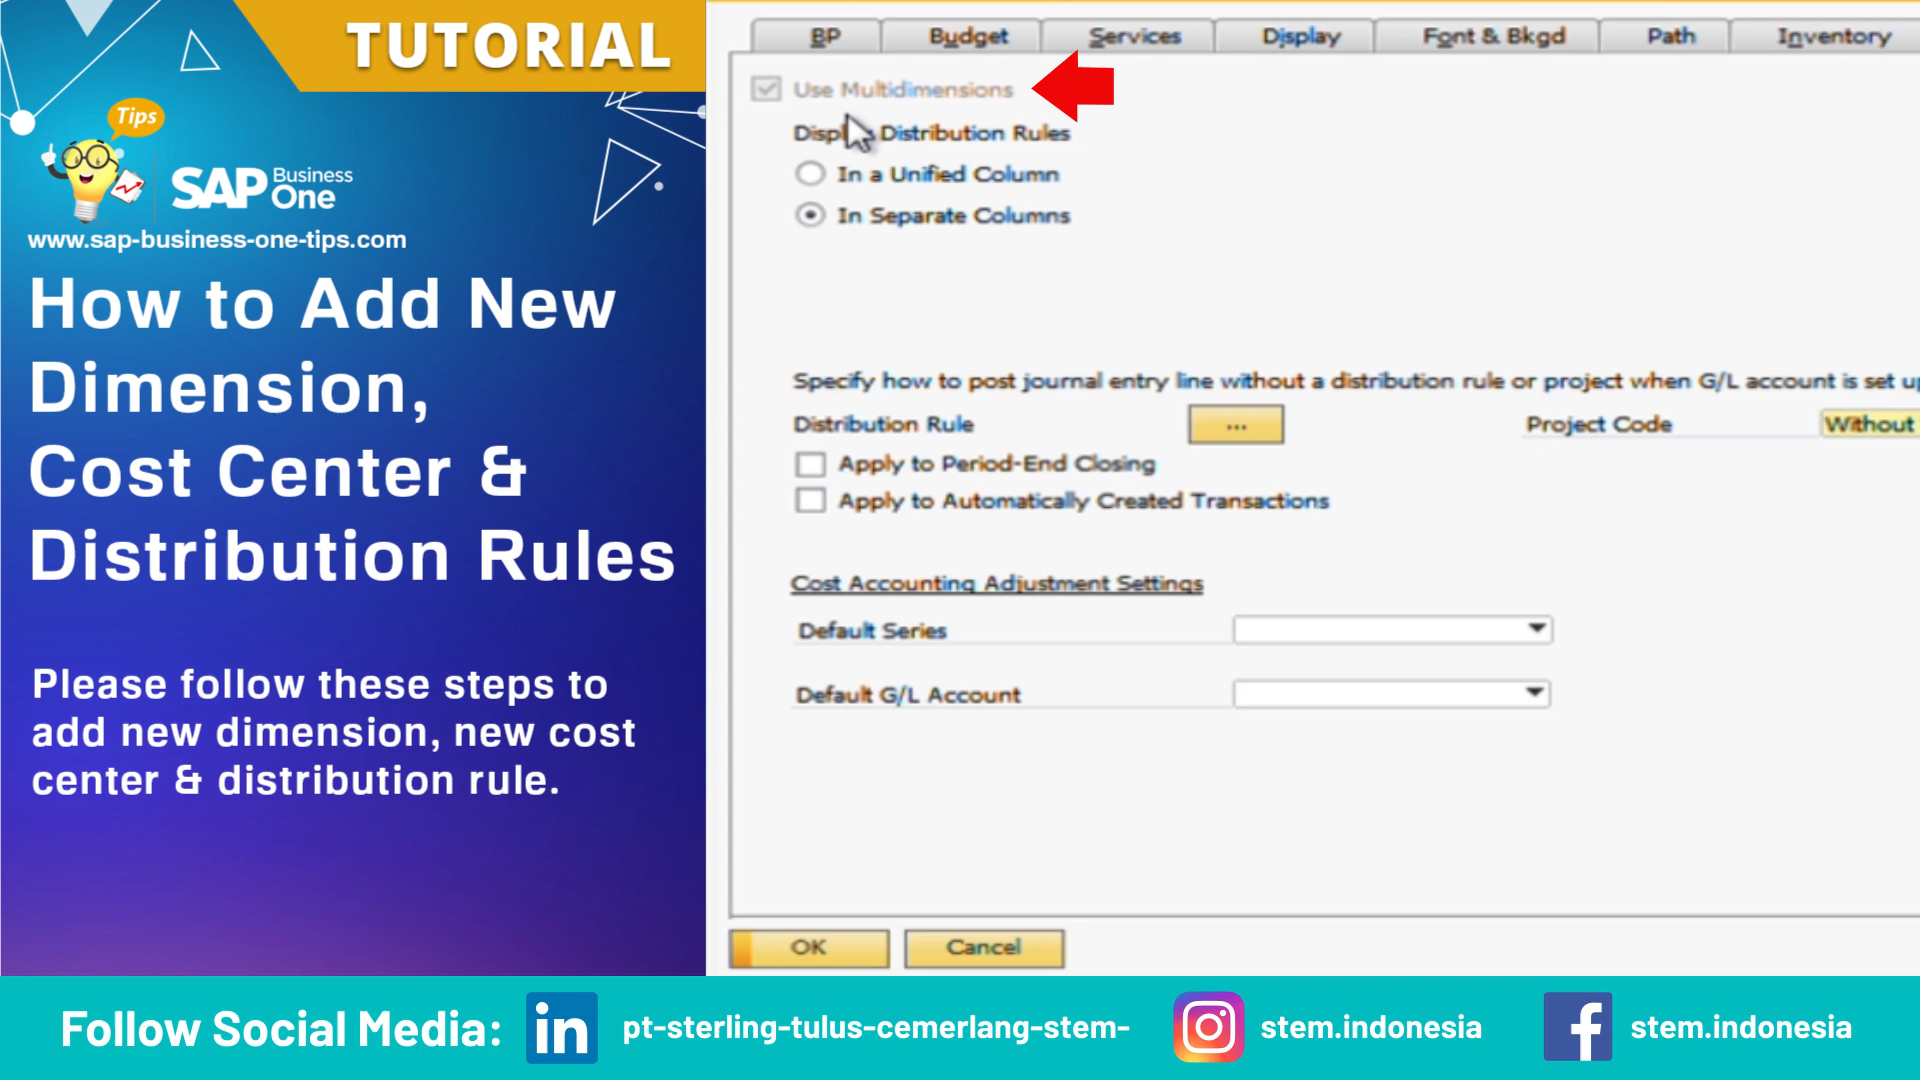 TUTORIAL
Tips
SAP Business One
www.sap-business-one-tips.com
How to Add New
Dimension,
Cost Center &
Distribution Rules
Please follow these steps to
add new dimension, new cost
center & distribution rule.
BP Budget Services Display Font & Bkgd Path Inventory
Use Multidimensions
Distribution Rules
In a Unified Column
In Separate Columns
Specify how to post journal entry line without a distribution rule or project when G/L account is set
Distribution Rule ... Project Code Without
Apply to Period-End Closing
Apply to Automatically Created Transactions
Cost Accounting Adjustment Settings
Default Series
Default G/L Account
OK Cancel
Follow Social Media: in pt-sterling-tulus-cemerlang-stem- stem.indonesia f stem.indonesia